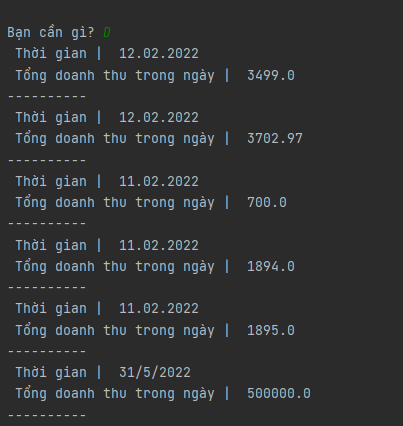 Bạn cần gì? D
Thời gian |  12.02.2022
Tổng doanh thu trong ngày |  3499.0
----------
Thời gian |  12.02.2022
Tổng doanh thu trong ngày |  3702.97
----------
Thời gian |  11.02.2022
Tổng doanh thu trong ngày |  700.0
----------
Thời gian |  11.02.2022
Tổng doanh thu trong ngày |  1894.0
----------
Thời gian |  11.02.2022
Tổng doanh thu trong ngày |  1895.0
----------
Thời gian |  31/5/2022
Tổng doanh thu trong ngày |  500000.0
----------